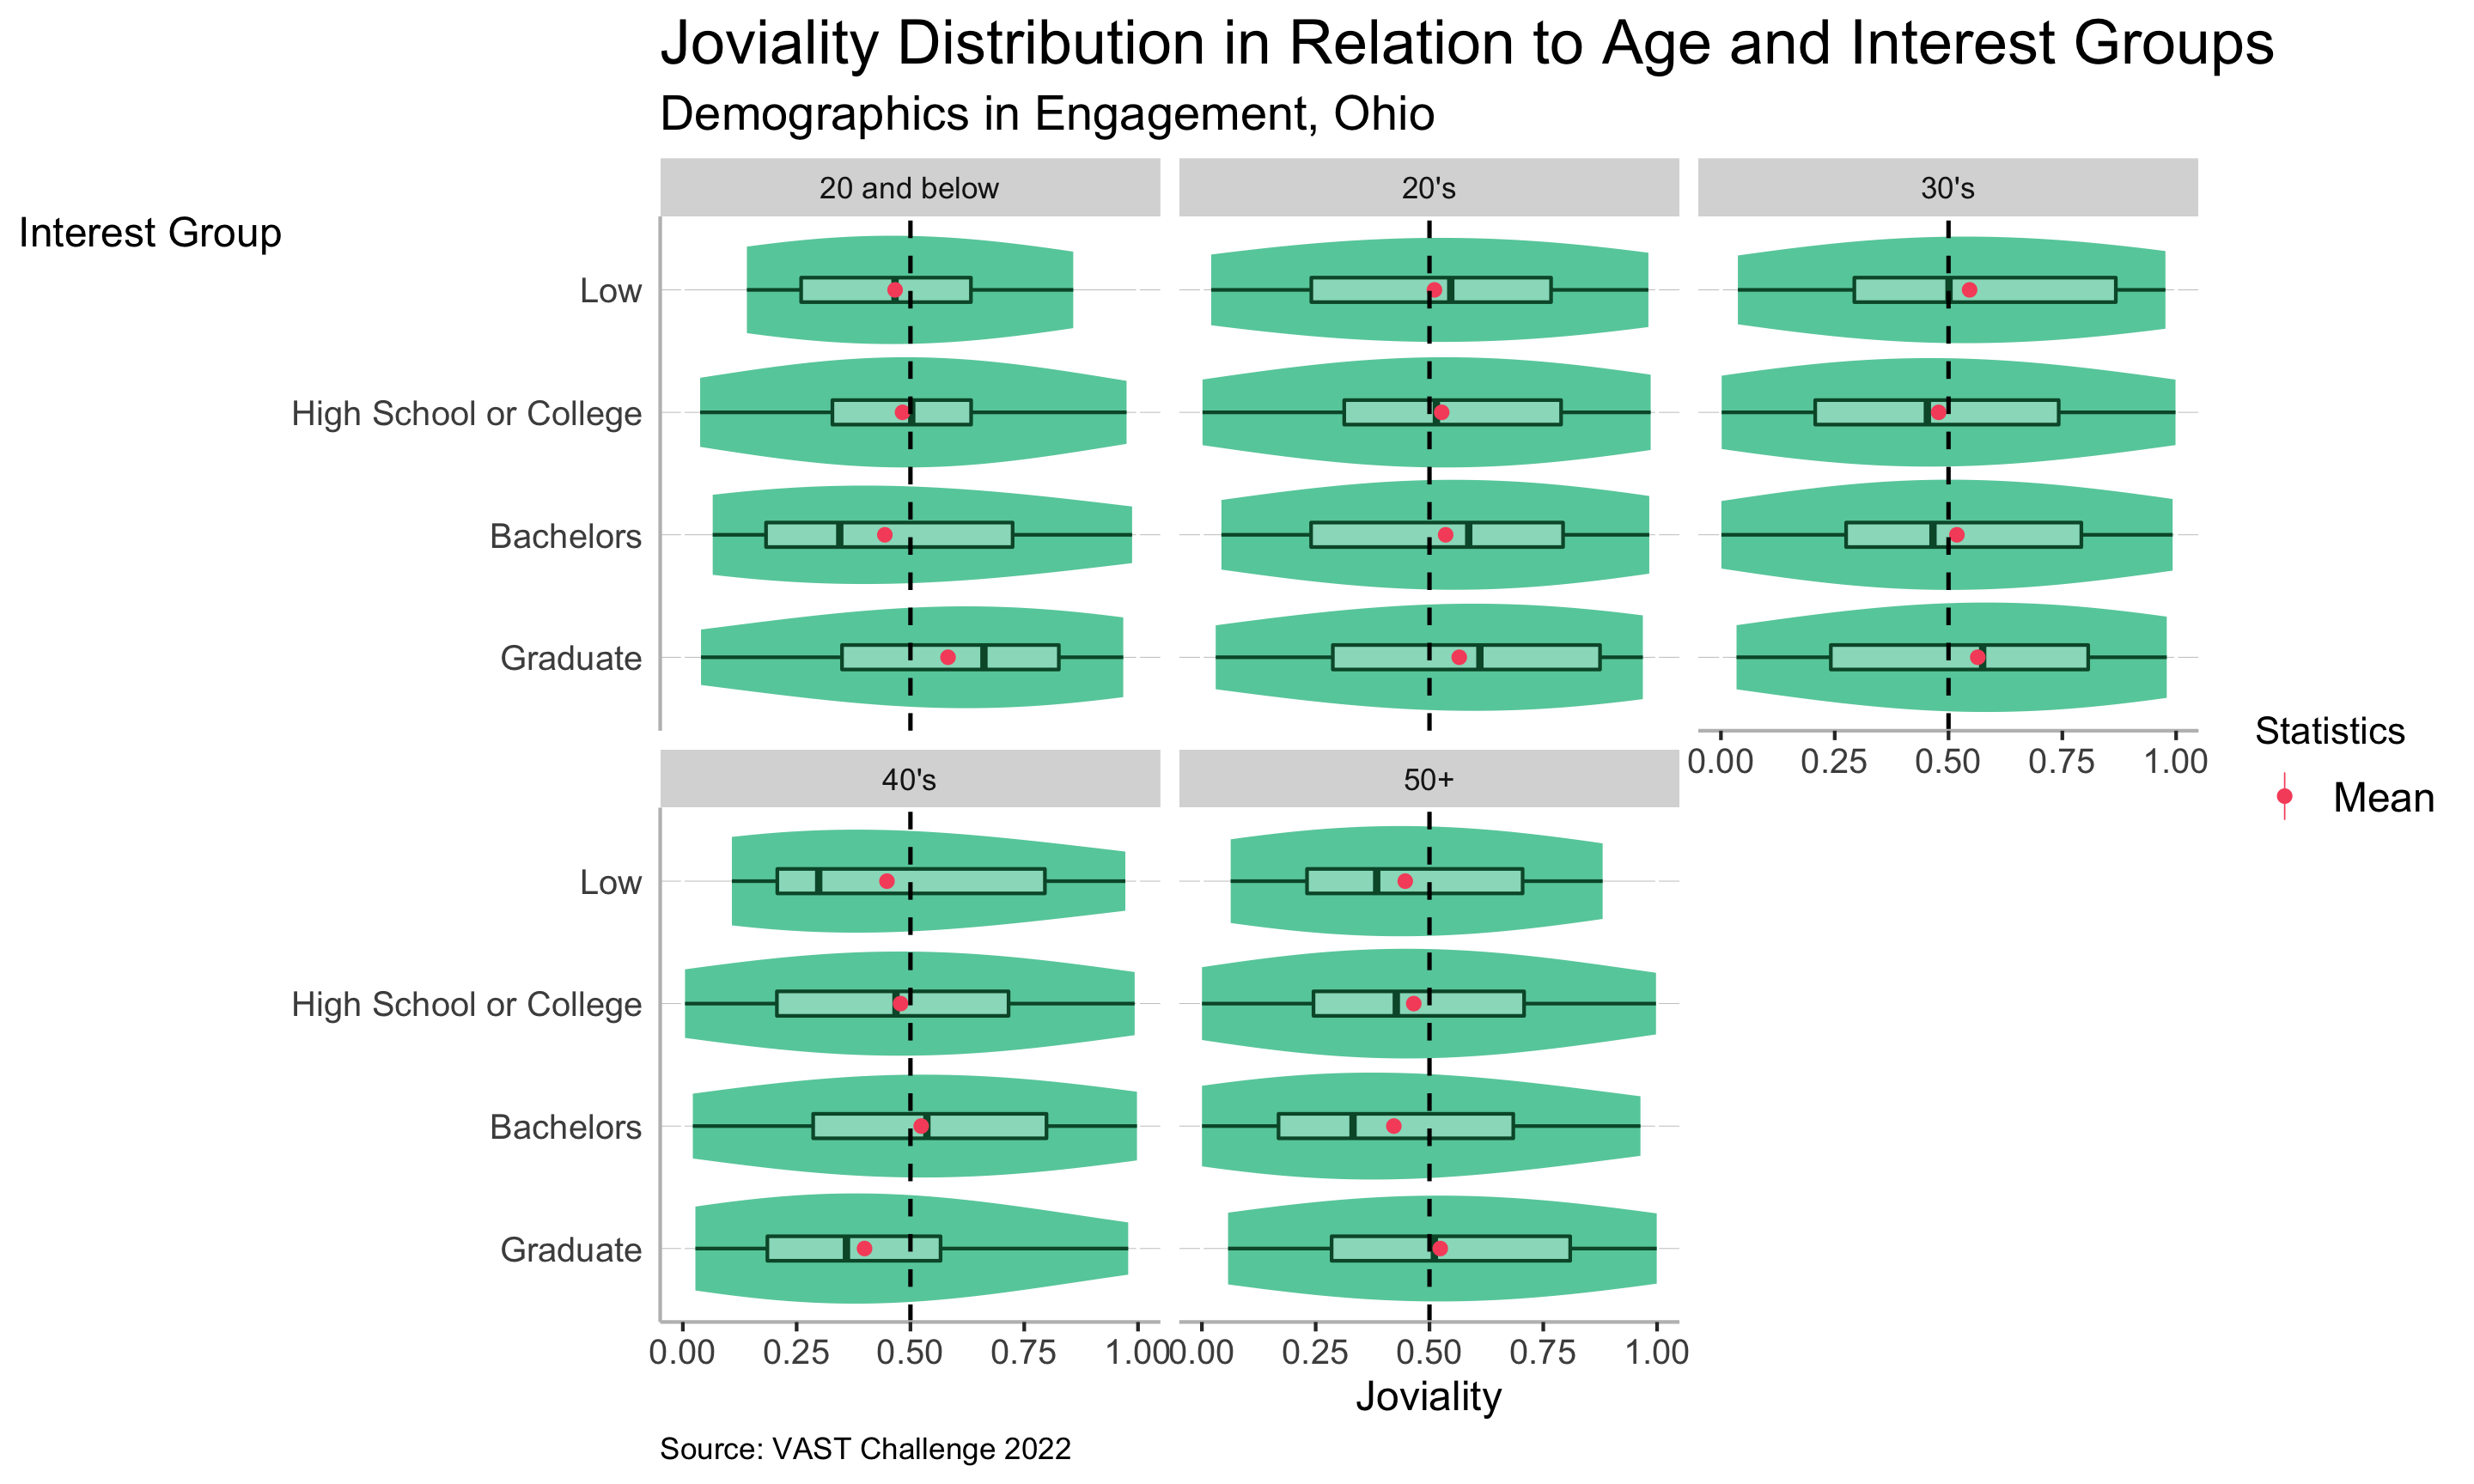 Joviality Distribution in Relation to Age and Interest Groups
Demographics in Engagement, Ohio
Interest Group
20 and below
20's
30's
Low
High School or College
Bachelors
Graduate
0.00 0.25 0.50 0.75 1.00
Statistics
Mean
40's
50+
Low
High School or College
Bachelors
Graduate
0.00 0.25 0.50 0.75 1.00
0.00 0.25 0.50 0.75 1.00
Joviality
Source: VAST Challenge 2022